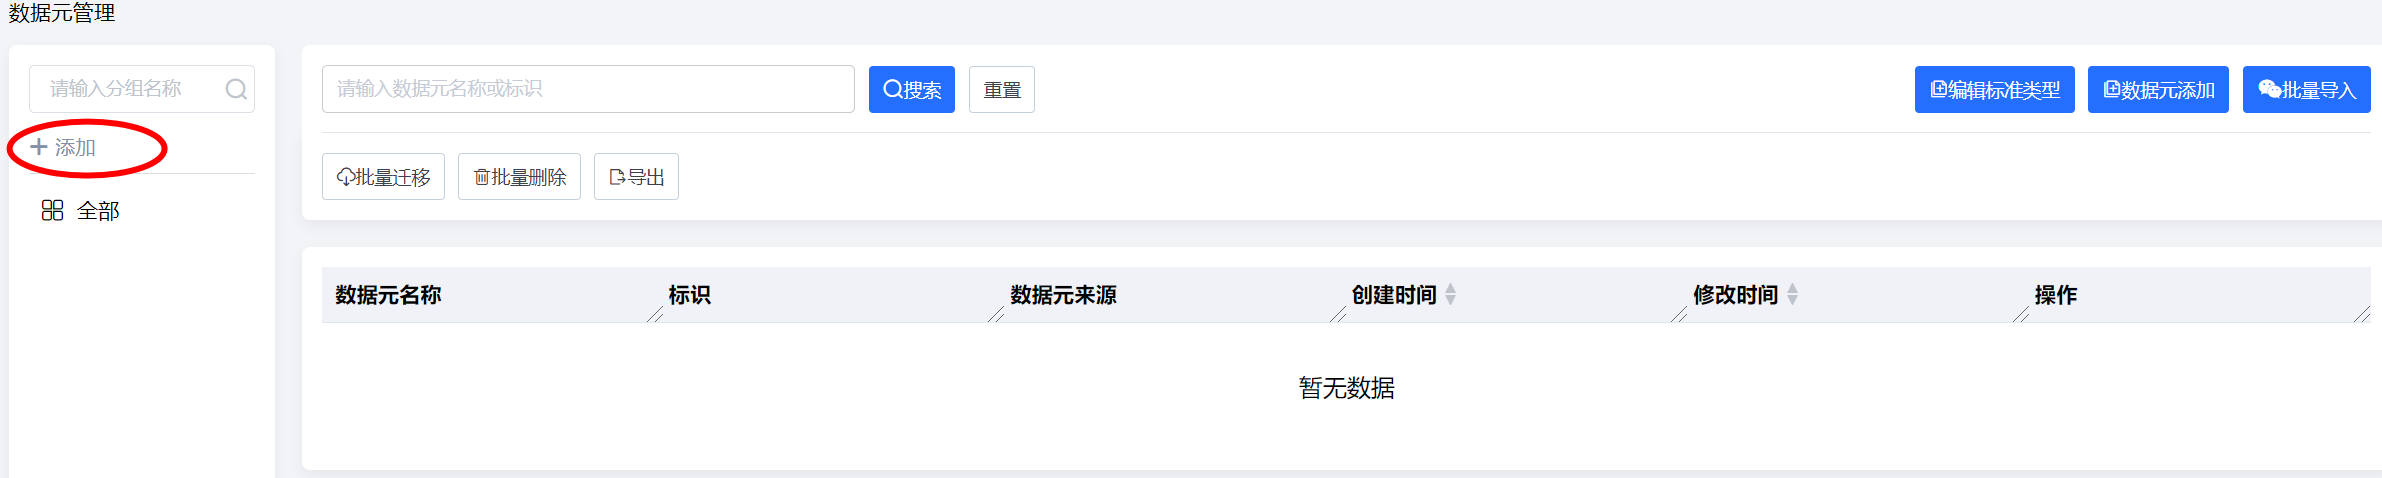 数据元管理
请输入分组名称
添加
全部
请输入数据元名称或标识 搜索 重置 编辑标准类型 数据元添加 批量导入
批量迁移 批量删除 导出
数据元名称 标识 数据元来源 创建时间 修改时间 操作
暂无数据